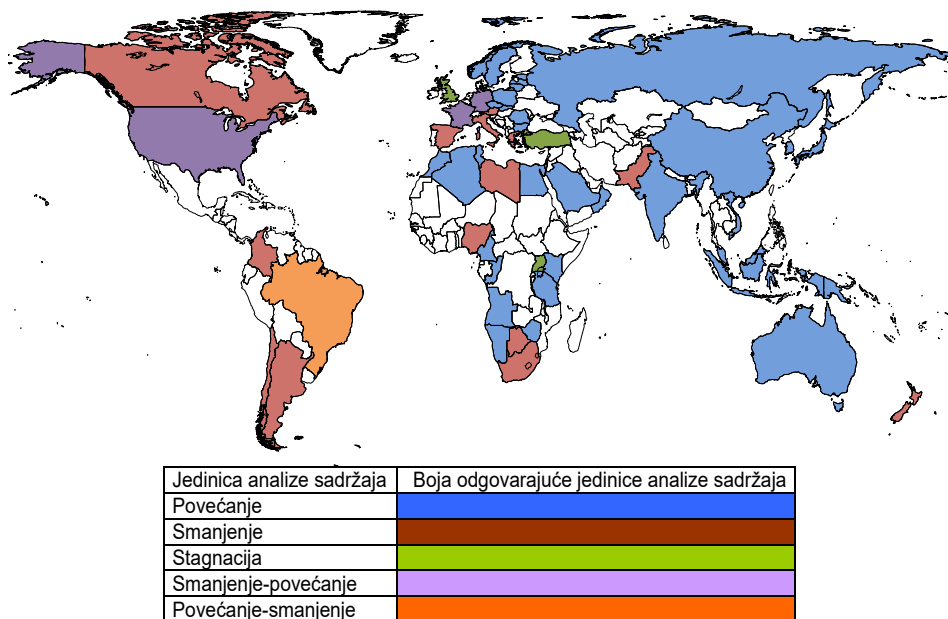 Jedinica analize sadržaja Boja odgovarajuće jedinice analize sadržaja
Povećanje
Smanjenje
Stagnacija
Smanjenje-povećanje
Povećanje-smanjenje